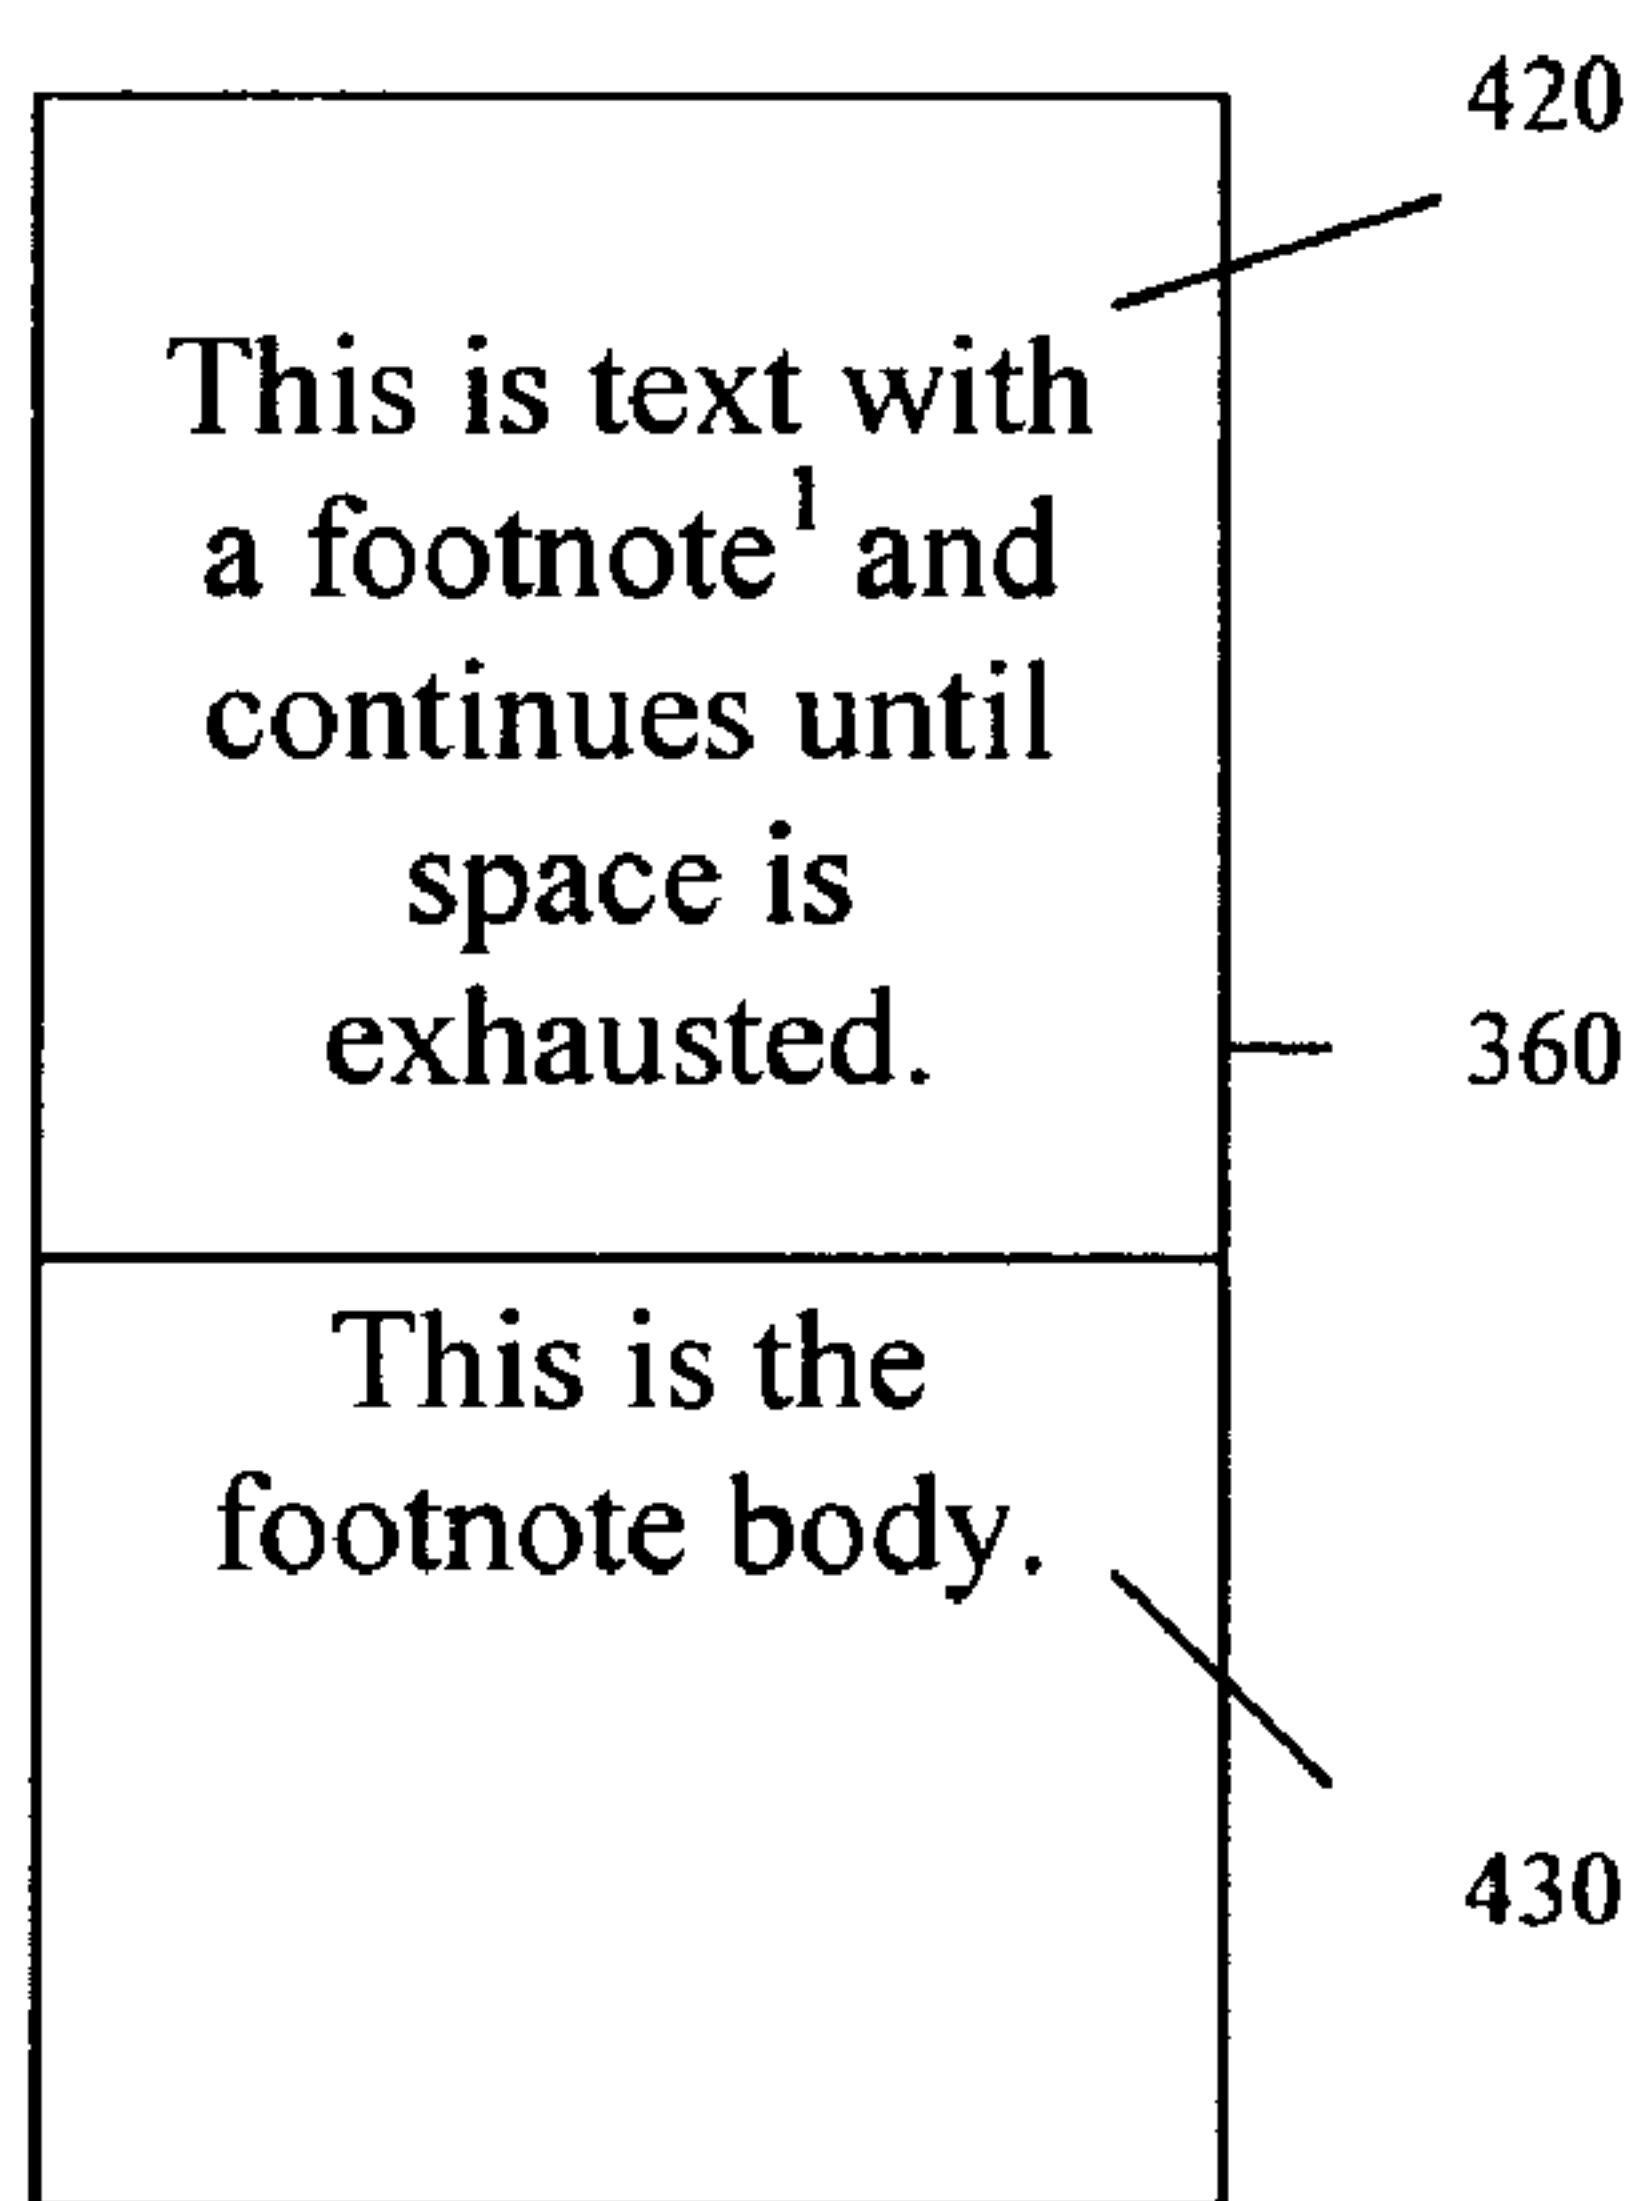 420
This is text with
a footnote¹ and
continues until
space is
exhausted.
360
This is the
footnote body.
430